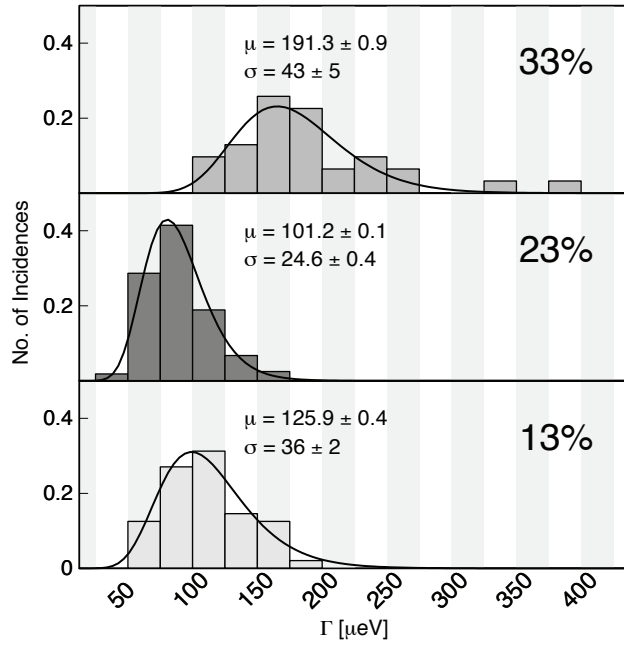 μ = 191.3 ± 0.9
σ = 43 ± 5
33%
0.4
0.2
μ = 101.2 ± 0.1
σ = 24.6 ± 0.4
23%
0.4
0.2
No. of Incidences
μ = 125.9 ± 0.4
σ = 36 ± 2
13%
0.4
0.2
0
50 100 150 200 250 300 350 400
Γ [μeV]